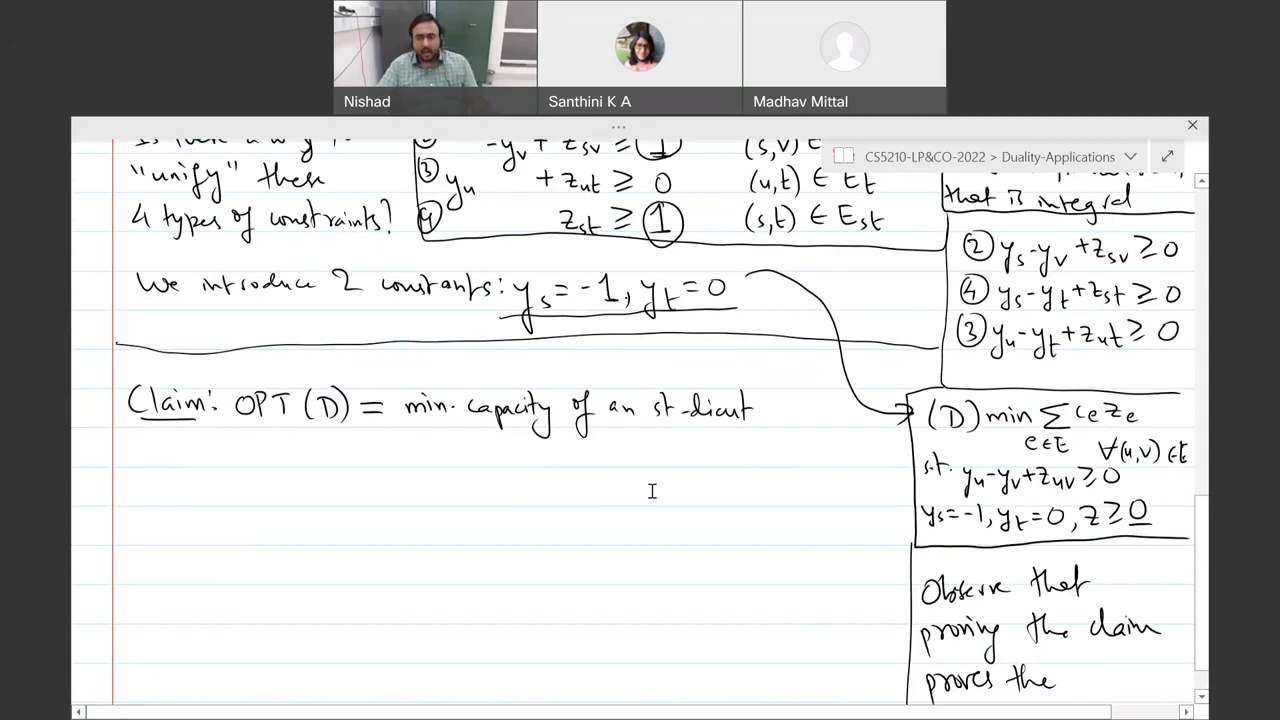 Nishad
Santhini K A
Madhav Mittal
CS5210-LP&CO-2022 > Duality-Applications
"unify" these
4 types of constraints?
-yv + zsv ≥ 1 (s,v) ∈
③ yu + zut ≥ 0 (u,t) ∈ Et
④ zst ≥ 1 (s,t) ∈ Est
that is integral
② ys - yv + zsv ≥ 0
④ ys - yt + zst ≥ 0
③ yu - yt + zut ≥ 0
We introduce 2 constants: ys = -1, yt = 0
Claim: OPT (D) = min. capacity of an st-dicut
(D) min ∑ ceze
e∈E ∀(u,v) ∈ E
s.t. yu - yv + zuv ≥ 0
ys = -1, yt = 0, z ≥ 0
Observe that
proving the claim
proves the